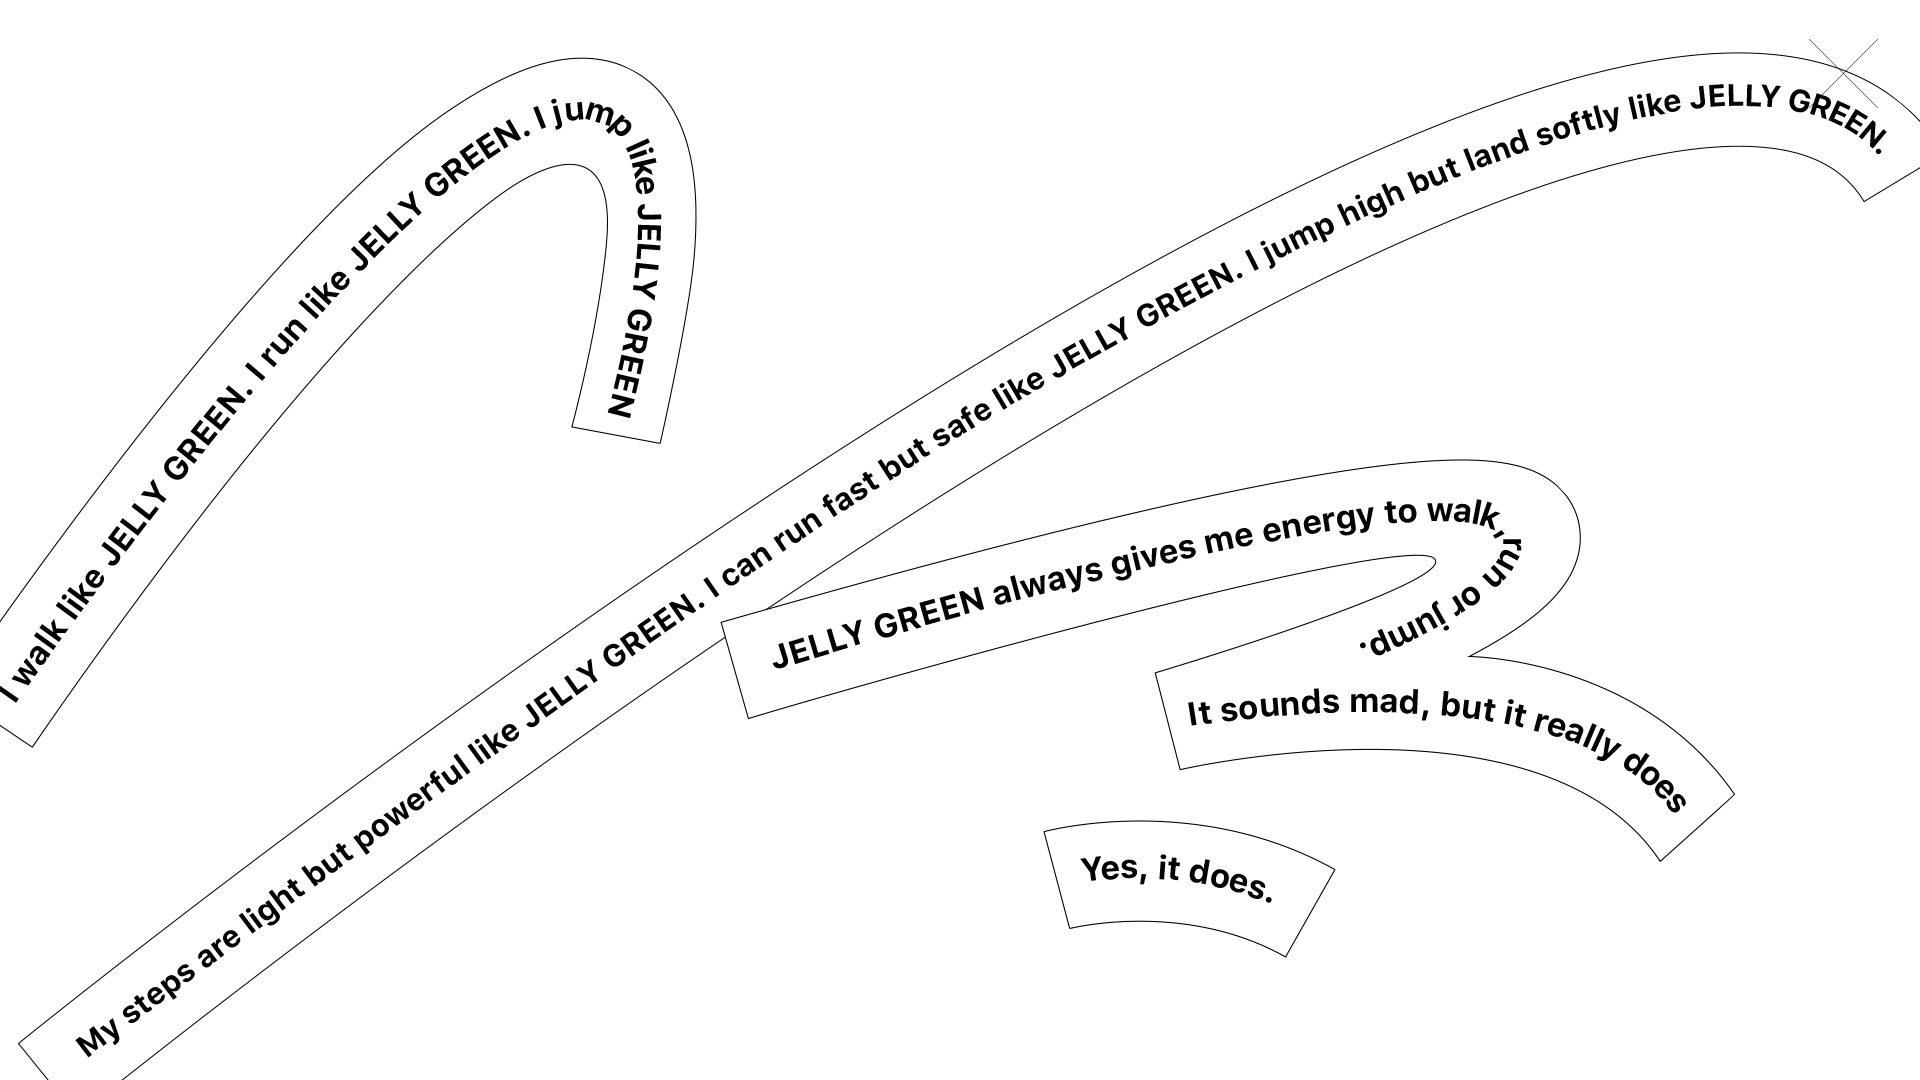 I walk like JELLY GREEN. I run like JELLY GREEN. I jump like JELLY GREEN
My steps are light but powerful like JELLY GREEN. I can run fast but safe like JELLY GREEN. I jump high but land softly like JELLY GREEN.
JELLY GREEN always gives me energy to walk, run or jump.
It sounds mad, but it really does
Yes, it does.